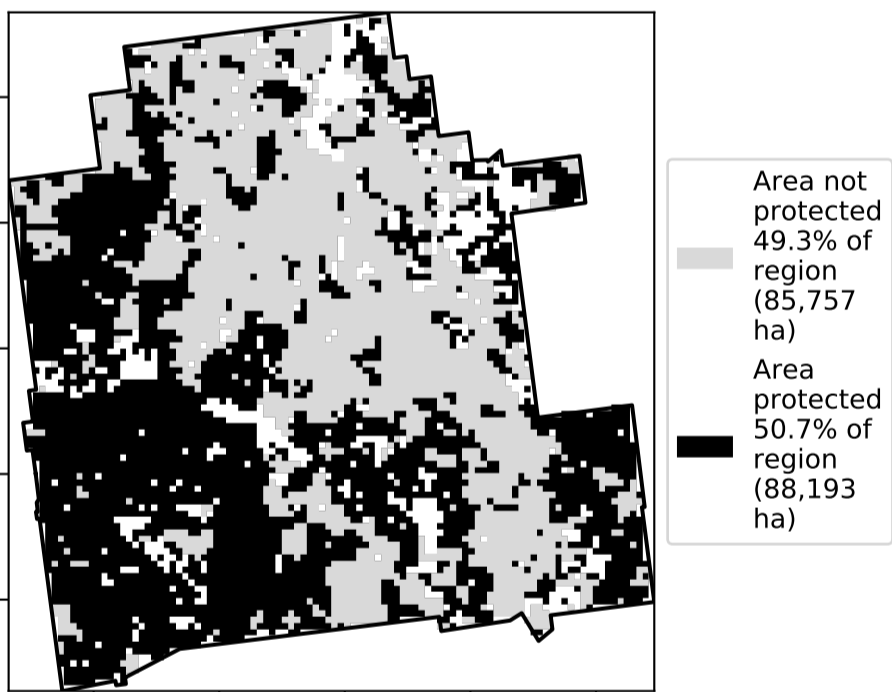 Area not
protected
49.3% of
region
(85,757
ha)
Area
protected
50.7% of
region
(88,193
ha)